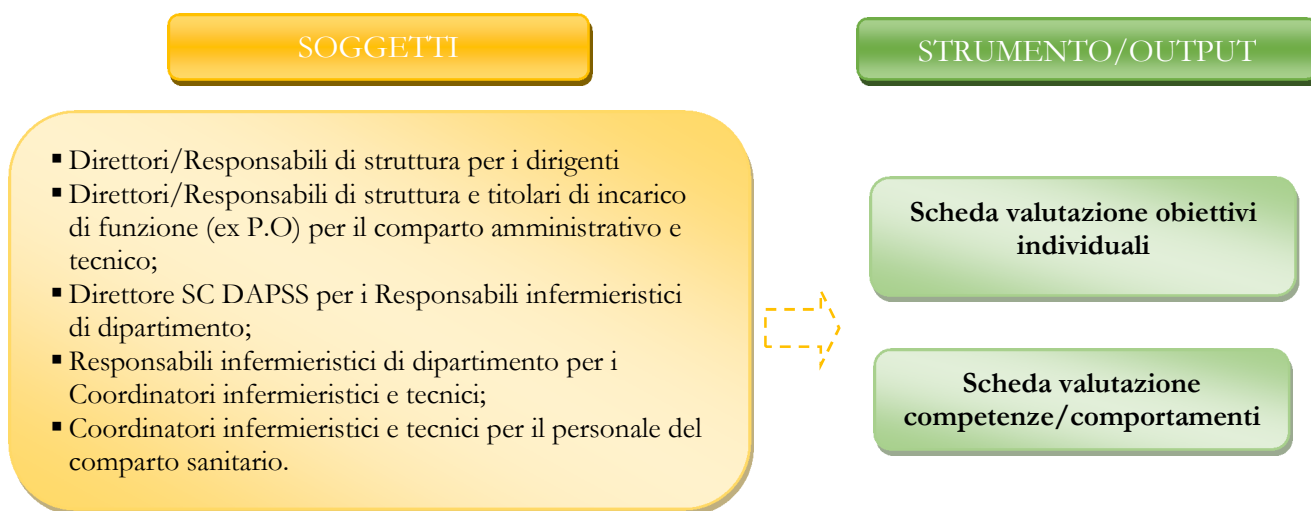 SOGGETTI
STRUMENTO/OUTPUT
▪ Direttori/Responsabili di struttura per i dirigenti
▪ Direttori/Responsabili di struttura e titolari di incarico
di funzione (ex P.O) per il comparto amministrativo e
tecnico;
▪ Direttore SC DAPSS per i Responsabili infermieristici
di dipartimento;
▪ Responsabili infermieristici di dipartimento per i
Coordinatori infermieristici e tecnici;
▪ Coordinatori infermieristici e tecnici per il personale del
comparto sanitario.
Scheda valutazione obiettivi
individuali
Scheda valutazione
competenze/comportamenti